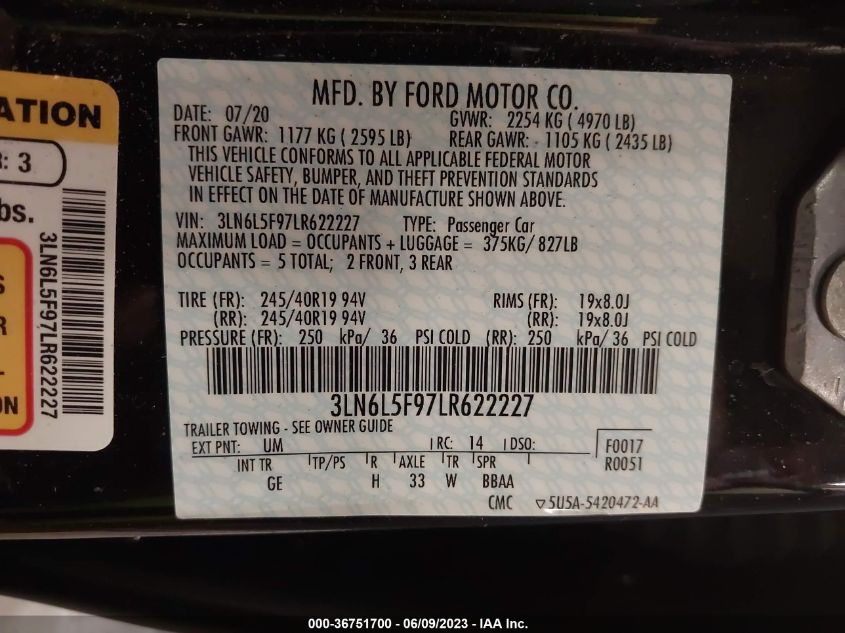 ATION
R: 3
bs.
3LN6L5F97LR622227
S
R
ON
MFD. BY FORD MOTOR CO.
DATE: 07/20 GVWR: 2254 KG ( 4970 LB)
FRONT GAWR: 1177 KG ( 2595 LB) REAR GAWR: 1105 KG ( 2435 LB)
THIS VEHICLE CONFORMS TO ALL APPLICABLE FEDERAL MOTOR
VEHICLE SAFETY, BUMPER, AND THEFT PREVENTION STANDARDS
IN EFFECT ON THE DATE OF MANUFACTURE SHOWN ABOVE.
VIN: 3LN6L5F97LR622227 TYPE: Passenger Car
MAXIMUM LOAD = OCCUPANTS + LUGGAGE = 375KG/ 827LB
OCCUPANTS = 5 TOTAL; 2 FRONT, 3 REAR
TIRE (FR): 245/40R19 94V RIMS (FR): 19x8.0J
(RR): 245/40R19 94V (RR): 19x8.0J
PRESSURE (FR): 250 kPa/ 36 PSI COLD (RR): 250 kPa/ 36 PSI COLD
3LN6L5F97LR622227
TRAILER TOWING - SEE OWNER GUIDE
EXT PNT: UM RC: 14 DSO: F0017
INT TR TP/PS R AXLE TR SPR R0051
GE H 33 W BBAA
CMC ▽5U5A-5420472-AA
000-36751700 - 06/09/2023 - IAA Inc.